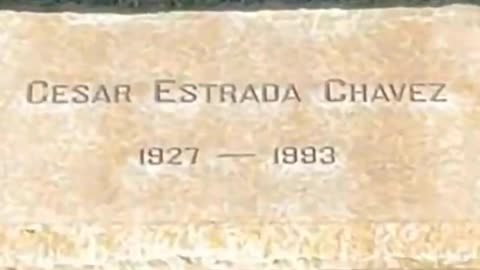 Cesar Estrada Chavez
1927 — 1993